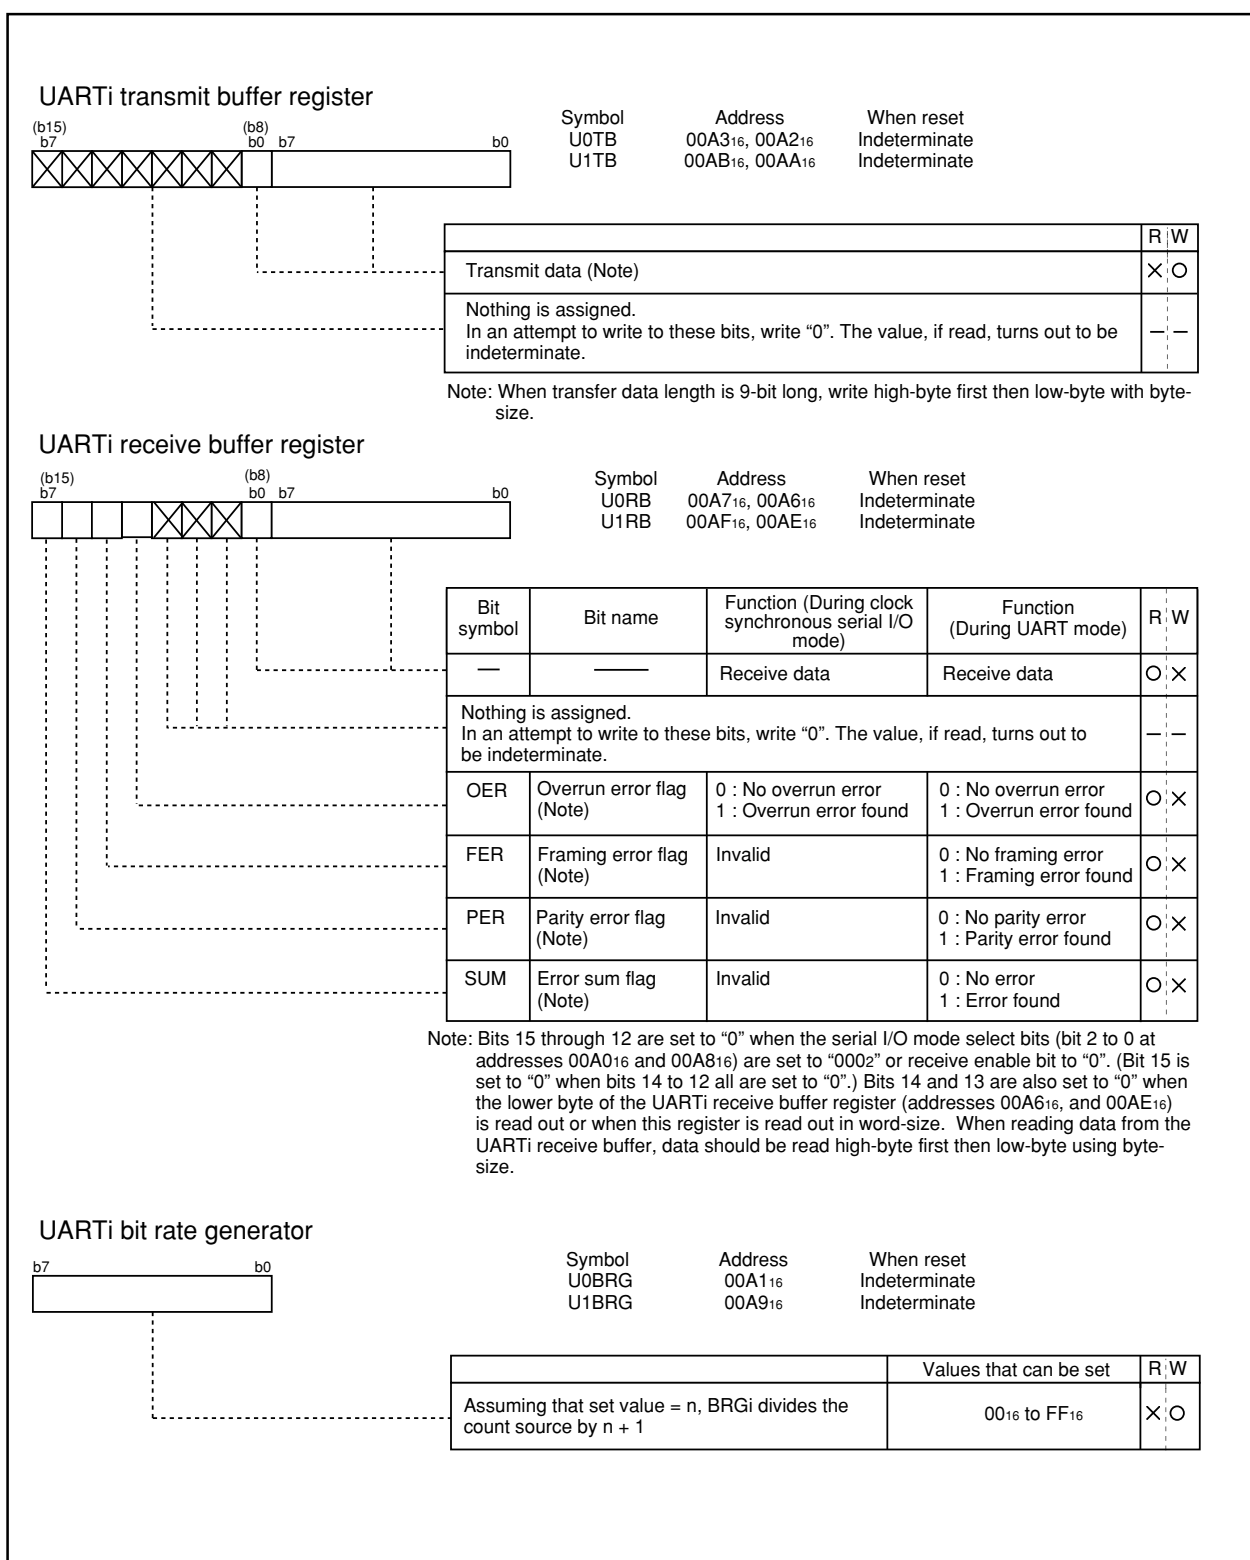 UARTi transmit buffer register
(b15) (b8)
b7 b0 b7 b0
Symbol Address When reset
U0TB 00A316, 00A216 Indeterminate
U1TB 00AB16, 00AA16 Indeterminate
R W
Transmit data (Note) X O
Nothing is assigned.
In an attempt to write to these bits, write “0”. The value, if read, turns out to be
indeterminate.
— —
Note: When transfer data length is 9-bit long, write high-byte first then low-byte with byte-
size.
UARTi receive buffer register
(b15) (b8)
b7 b0 b7 b0
Symbol Address When reset
U0RB 00A716, 00A616 Indeterminate
U1RB 00AF16, 00AE16 Indeterminate
Bit symbol Bit name Function (During clock synchronous serial I/O mode) Function (During UART mode) R W
— —— Receive data Receive data O X
Nothing is assigned.
In an attempt to write to these bits, write “0”. The value, if read, turns out to
be indeterminate.
— —
OER Overrun error flag (Note) 0 : No overrun error 1 : Overrun error found 0 : No overrun error 1 : Overrun error found O X
FER Framing error flag (Note) Invalid 0 : No framing error 1 : Framing error found O X
PER Parity error flag (Note) Invalid 0 : No parity error 1 : Parity error found O X
SUM Error sum flag (Note) Invalid 0 : No error 1 : Error found O X
Note: Bits 15 through 12 are set to “0” when the serial I/O mode select bits (bit 2 to 0 at
addresses 00A016 and 00A816) are set to “0002” or receive enable bit to “0”. (Bit 15 is
set to “0” when bits 14 to 12 all are set to “0”.) Bits 14 and 13 are also set to “0” when
the lower byte of the UARTi receive buffer register (addresses 00A616, and 00AE16)
is read out or when this register is read out in word-size. When reading data from the
UARTi receive buffer, data should be read high-byte first then low-byte using byte-
size.
UARTi bit rate generator
b7 b0
Symbol Address When reset
U0BRG 00A116 Indeterminate
U1BRG 00A916 Indeterminate
Values that can be set R W
Assuming that set value = n, BRGi divides the
count source by n + 1
0016 to FF16 X O